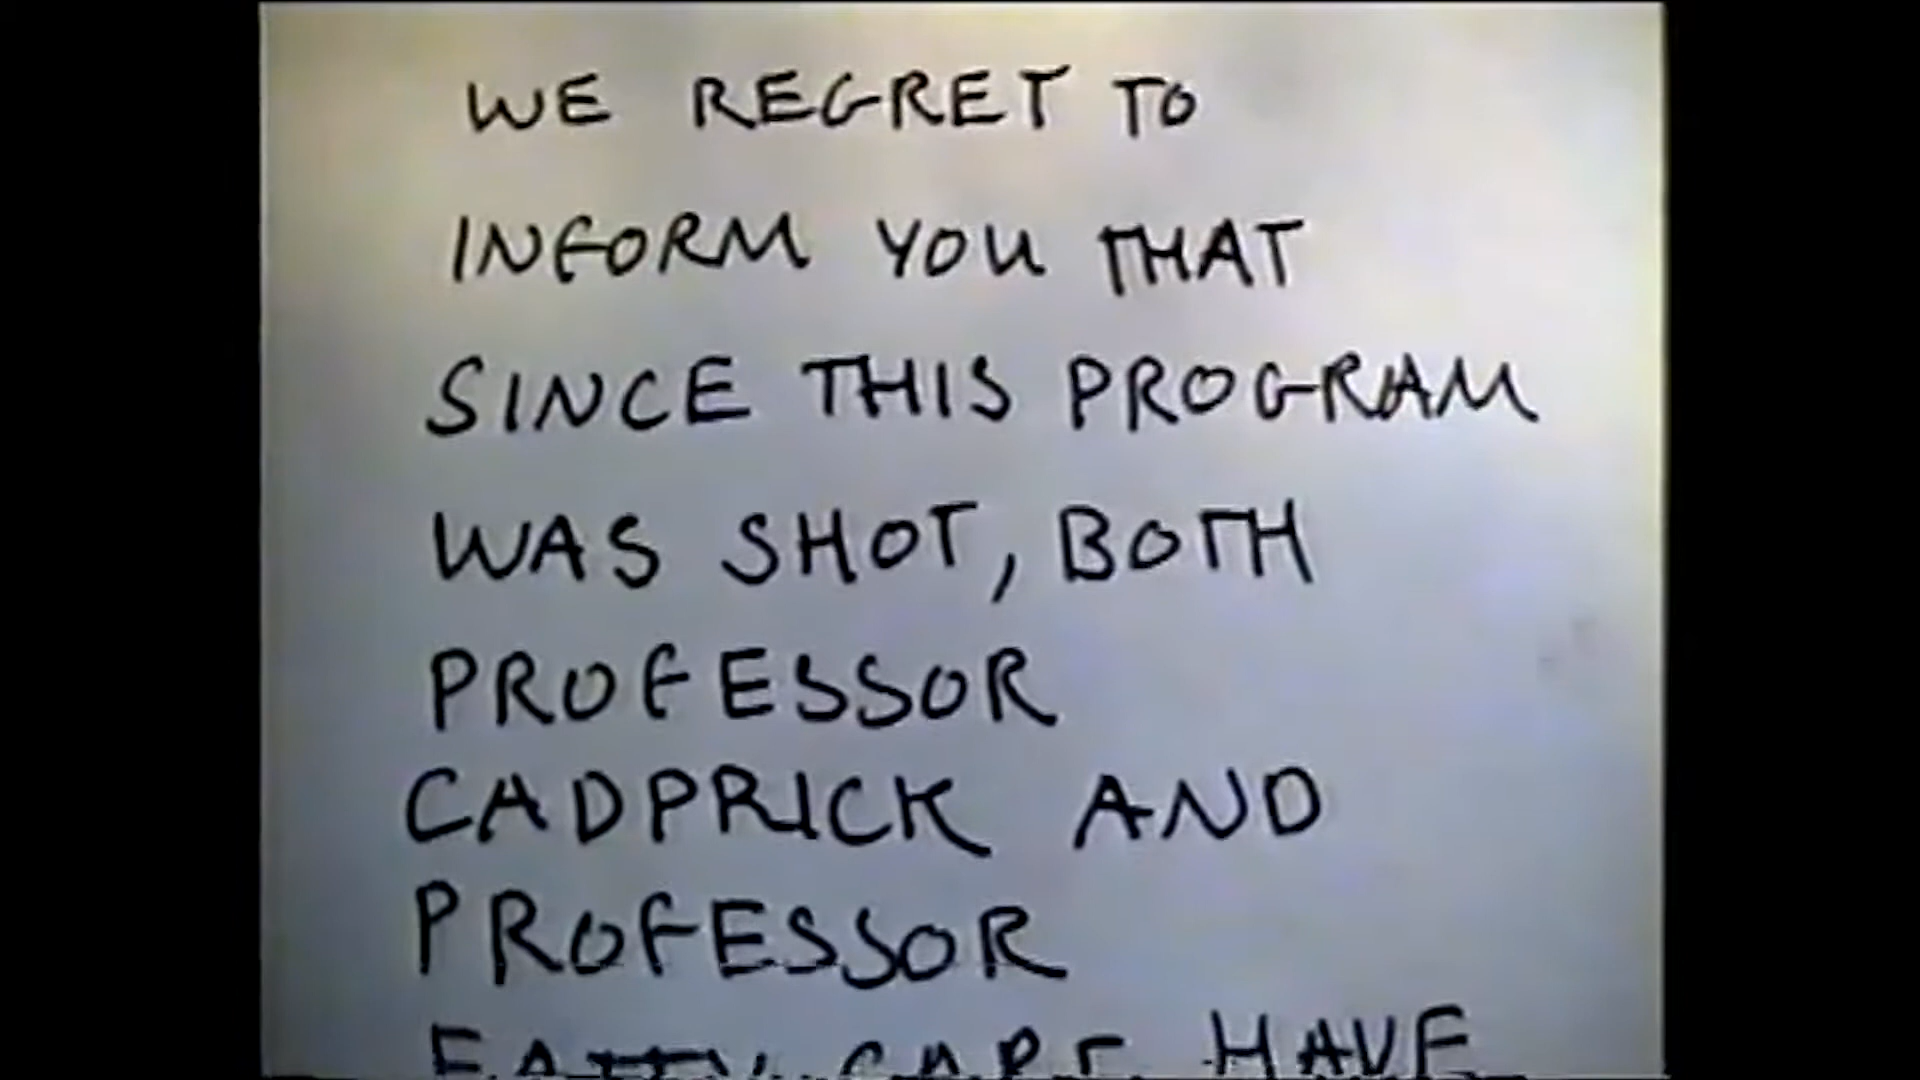 WE REGRET TO
INFORM YOU THAT
SINCE THIS PROGRAM
WAS SHOT, BOTH
PROFESSOR
CADPRICK AND
PROFESSOR
HAVE